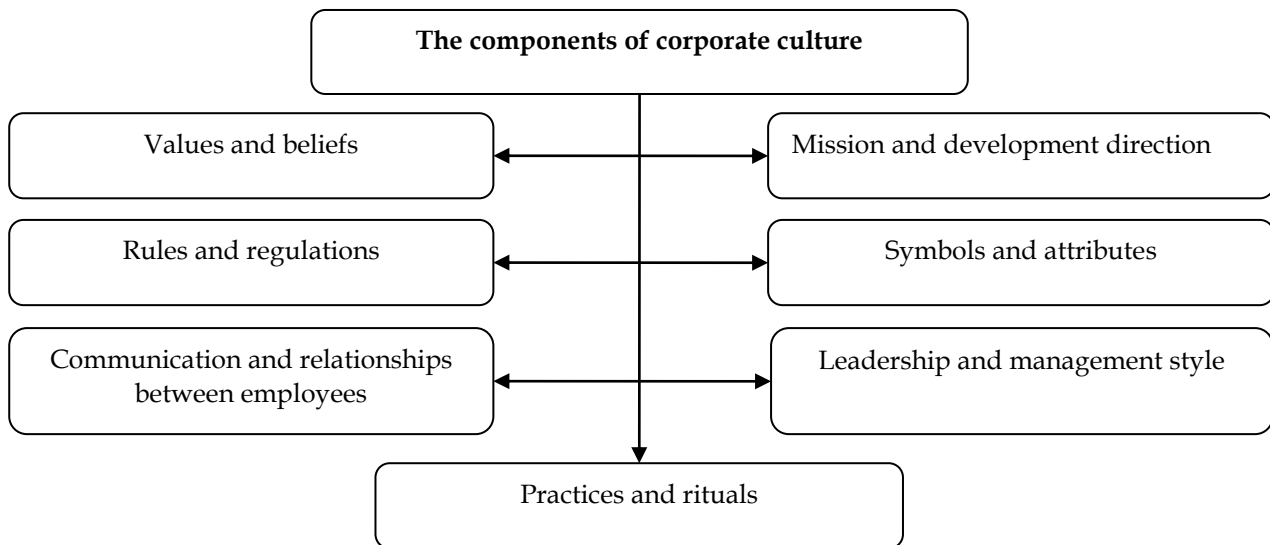 The components of corporate culture
Values and beliefs
Mission and development direction
Rules and regulations
Symbols and attributes
Communication and relationships
between employees
Leadership and management style
Practices and rituals